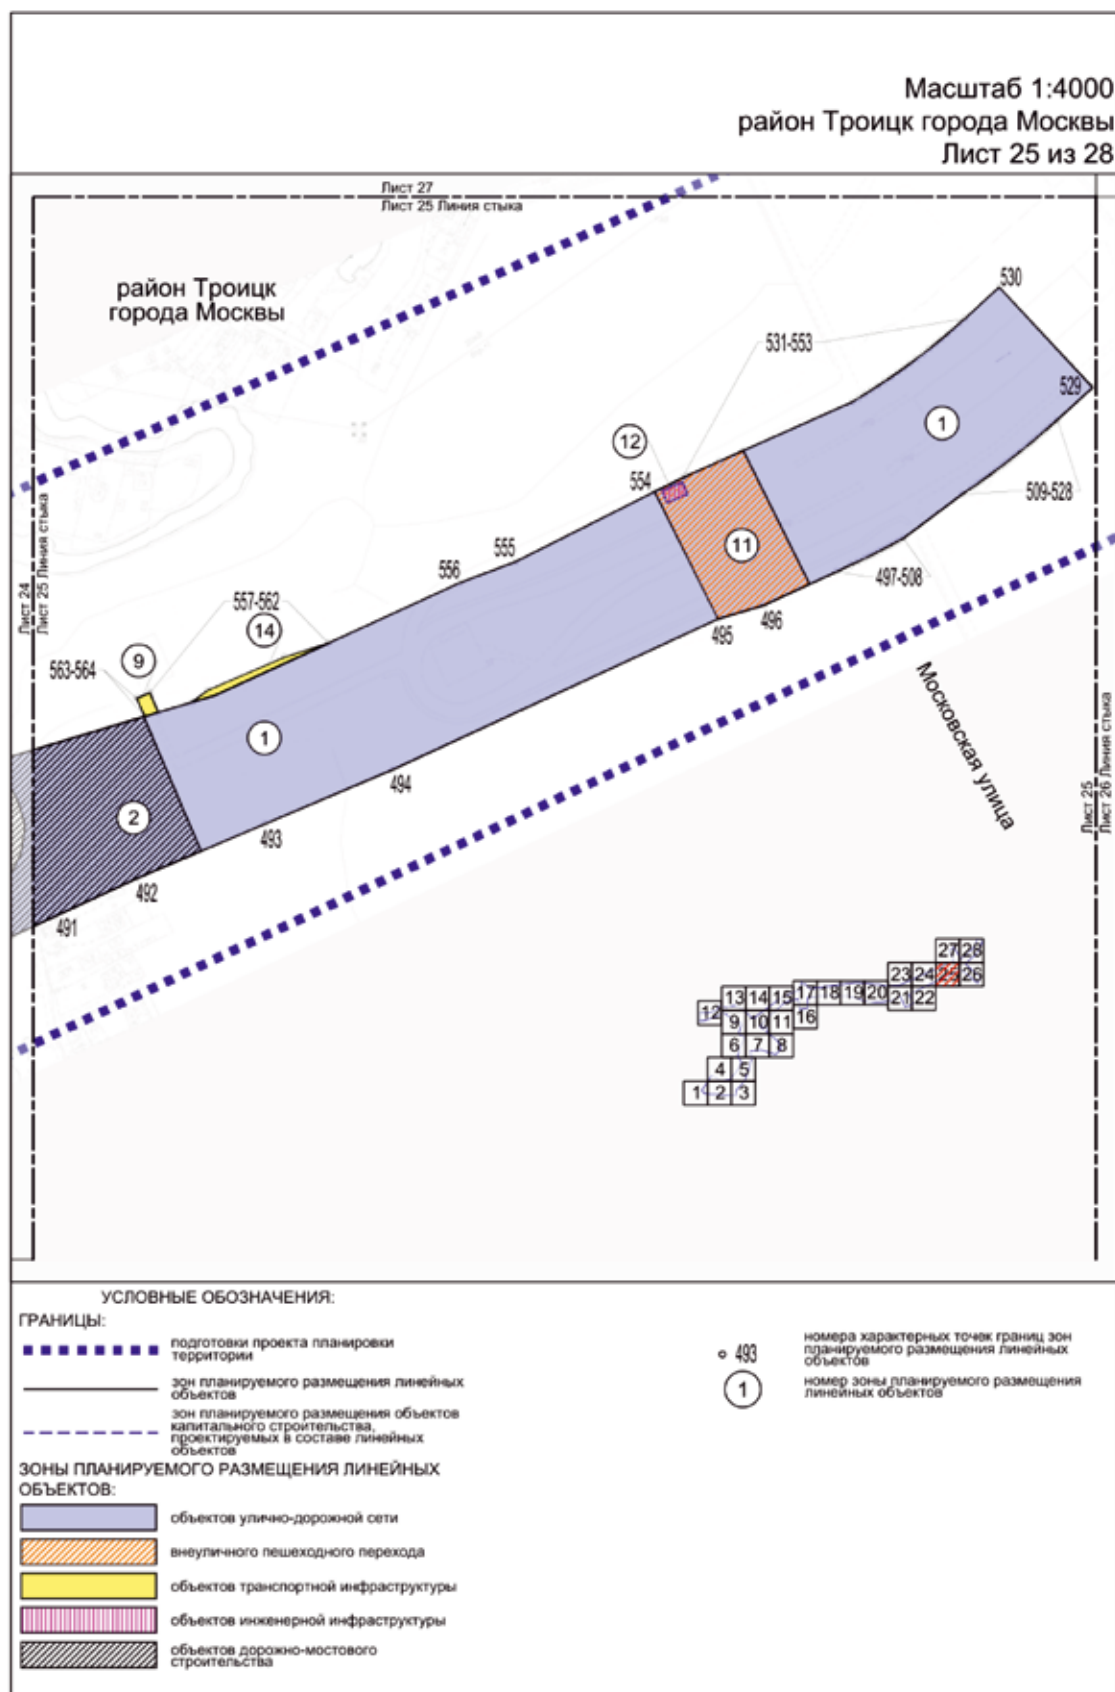 Масштаб 1:4000
район Троицк города Москвы
Лист 25 из 28
Лист 27
Лист 25 Линия стыка
район Троицк
города Москвы
530
531-553
529
1
12
554
509-528
11
555
497-508
556
Лист 24
Лист 25 Линия стыка
557-562
14
495
496
9
563-564
Московская улица
1
494
Лист 25
Лист 26 Линия стыка
2
493
492
491
27 28
23 24 25 26
13 14 15 17 18 19 20 21 22
12 9 10 11 16
6 7 8
4 5
1 2 3
УСЛОВНЫЕ ОБОЗНАЧЕНИЯ:
ГРАНИЦЫ:
подготовки проекта планировки
территории
зон планируемого размещения линейных
объектов
зон планируемого размещения объектов
капитального строительства,
проектируемых в составе линейных
объектов
493
номера характерных точек границ зон
планируемого размещения линейных
объектов
1
номер зоны планируемого размещения
линейных объектов
ЗОНЫ ПЛАНИРУЕМОГО РАЗМЕЩЕНИЯ ЛИНЕЙНЫХ
ОБЪЕКТОВ:
объектов улично-дорожной сети
внеуличного пешеходного перехода
объектов транспортной инфраструктуры
объектов инженерной инфраструктуры
объектов дорожно-мостового
строительства